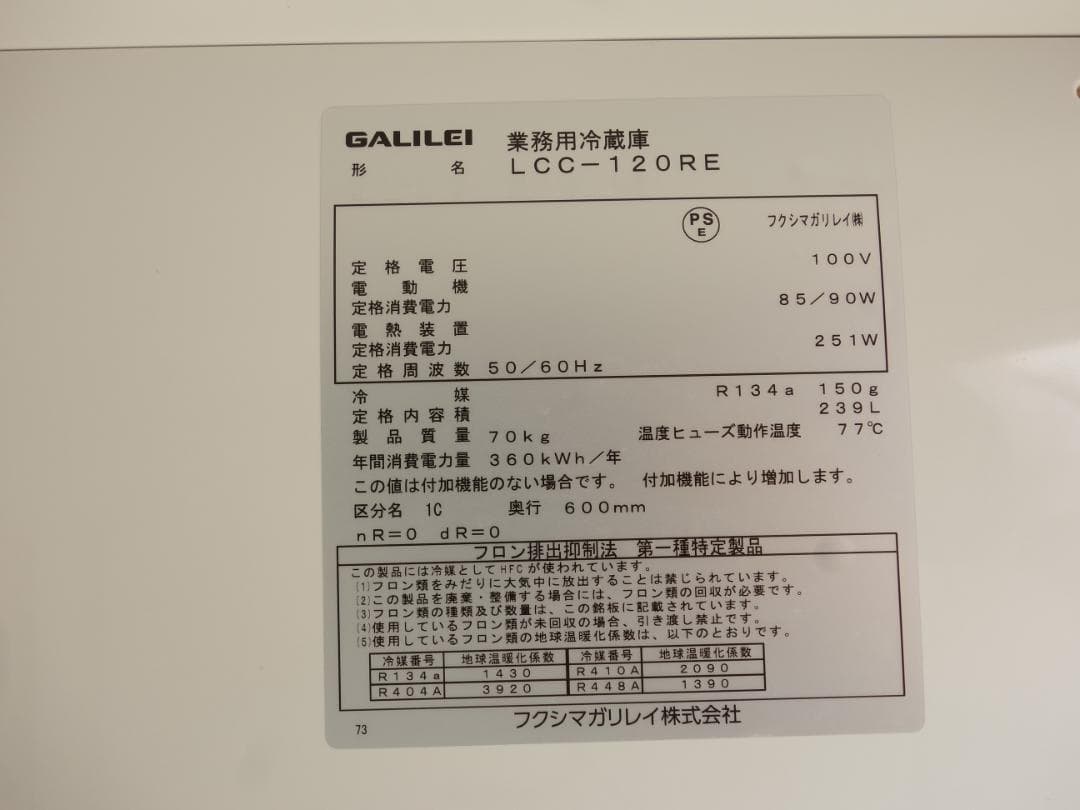 GALILEI 業務用冷蔵庫
形名 LCC－120RE
PS E フクシマガリレイ㈱
定格電圧 100V
電動機
定格消費電力 85／90W
電熱装置
定格消費電力 251W
定格周波数 50／60Hz
冷媒 R134a 150g
定格内容積 239L
製品質量 70kg 温度ヒューズ動作温度 77℃
年間消費電力量 360kWh／年
この値は付加機能のない場合です。 付加機能により増加します。
区分名 1C 奥行 600mm
nR＝0 dR＝0
フロン排出抑制法 第一種特定製品
この製品には冷媒としてHFCが使われています。
(1)フロン類をみだりに大気中に放出することは禁じられています。
(2)この製品を廃棄・整備する場合には、フロン類の回収が必要です。
(3)フロン類の種類及び数量は、この銘板に記載されています。
(4)使用しているフロン類が未回収の場合、引き渡し禁止です。
(5)使用しているフロン類の地球温暖化係数は、以下のとおりです。
冷媒番号 地球温暖化係数 冷媒番号 地球温暖化係数
R134a 1430 R410A 2090
R404A 3920 R448A 1390
フクシマガリレイ株式会社
73